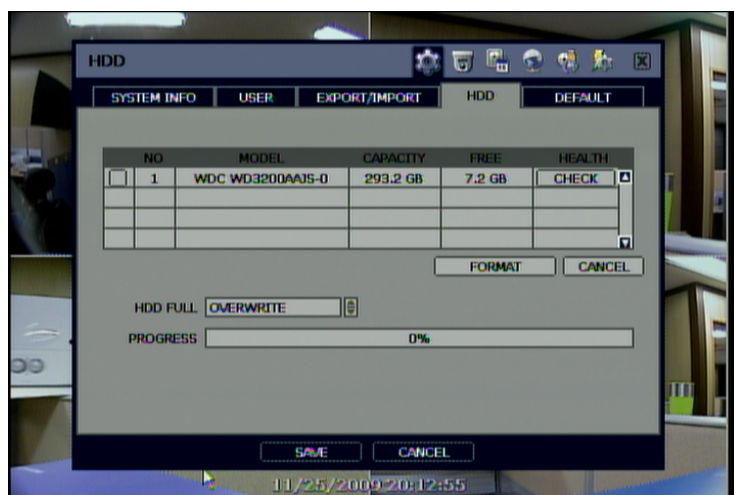 HDD
SYSTEM INFO USER EXPORT/IMPORT HDD DEFAULT
NO MODEL CAPACITY FREE HEALTH
1 WDC WD3200AAJS-0 293.2 GB 7.2 GB CHECK
FORMAT CANCEL
HDD FULL OVERWRITE
PROGRESS 0%
SAVE CANCEL
11/25/2009 20:12:55